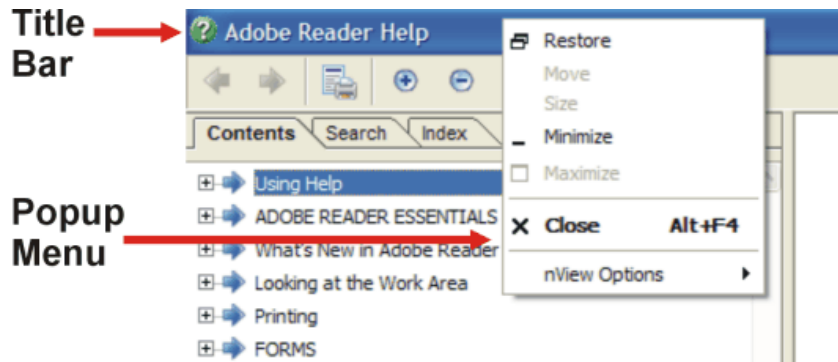 Title
Bar
Adobe Reader Help
Restore
Move
Size
Minimize
Maximize
Close Alt+F4
nView Options
Contents Search Index
Popup
Menu
Using Help
ADOBE READER ESSENTIALS
What's New in Adobe Reader
Looking at the Work Area
Printing
FORMS